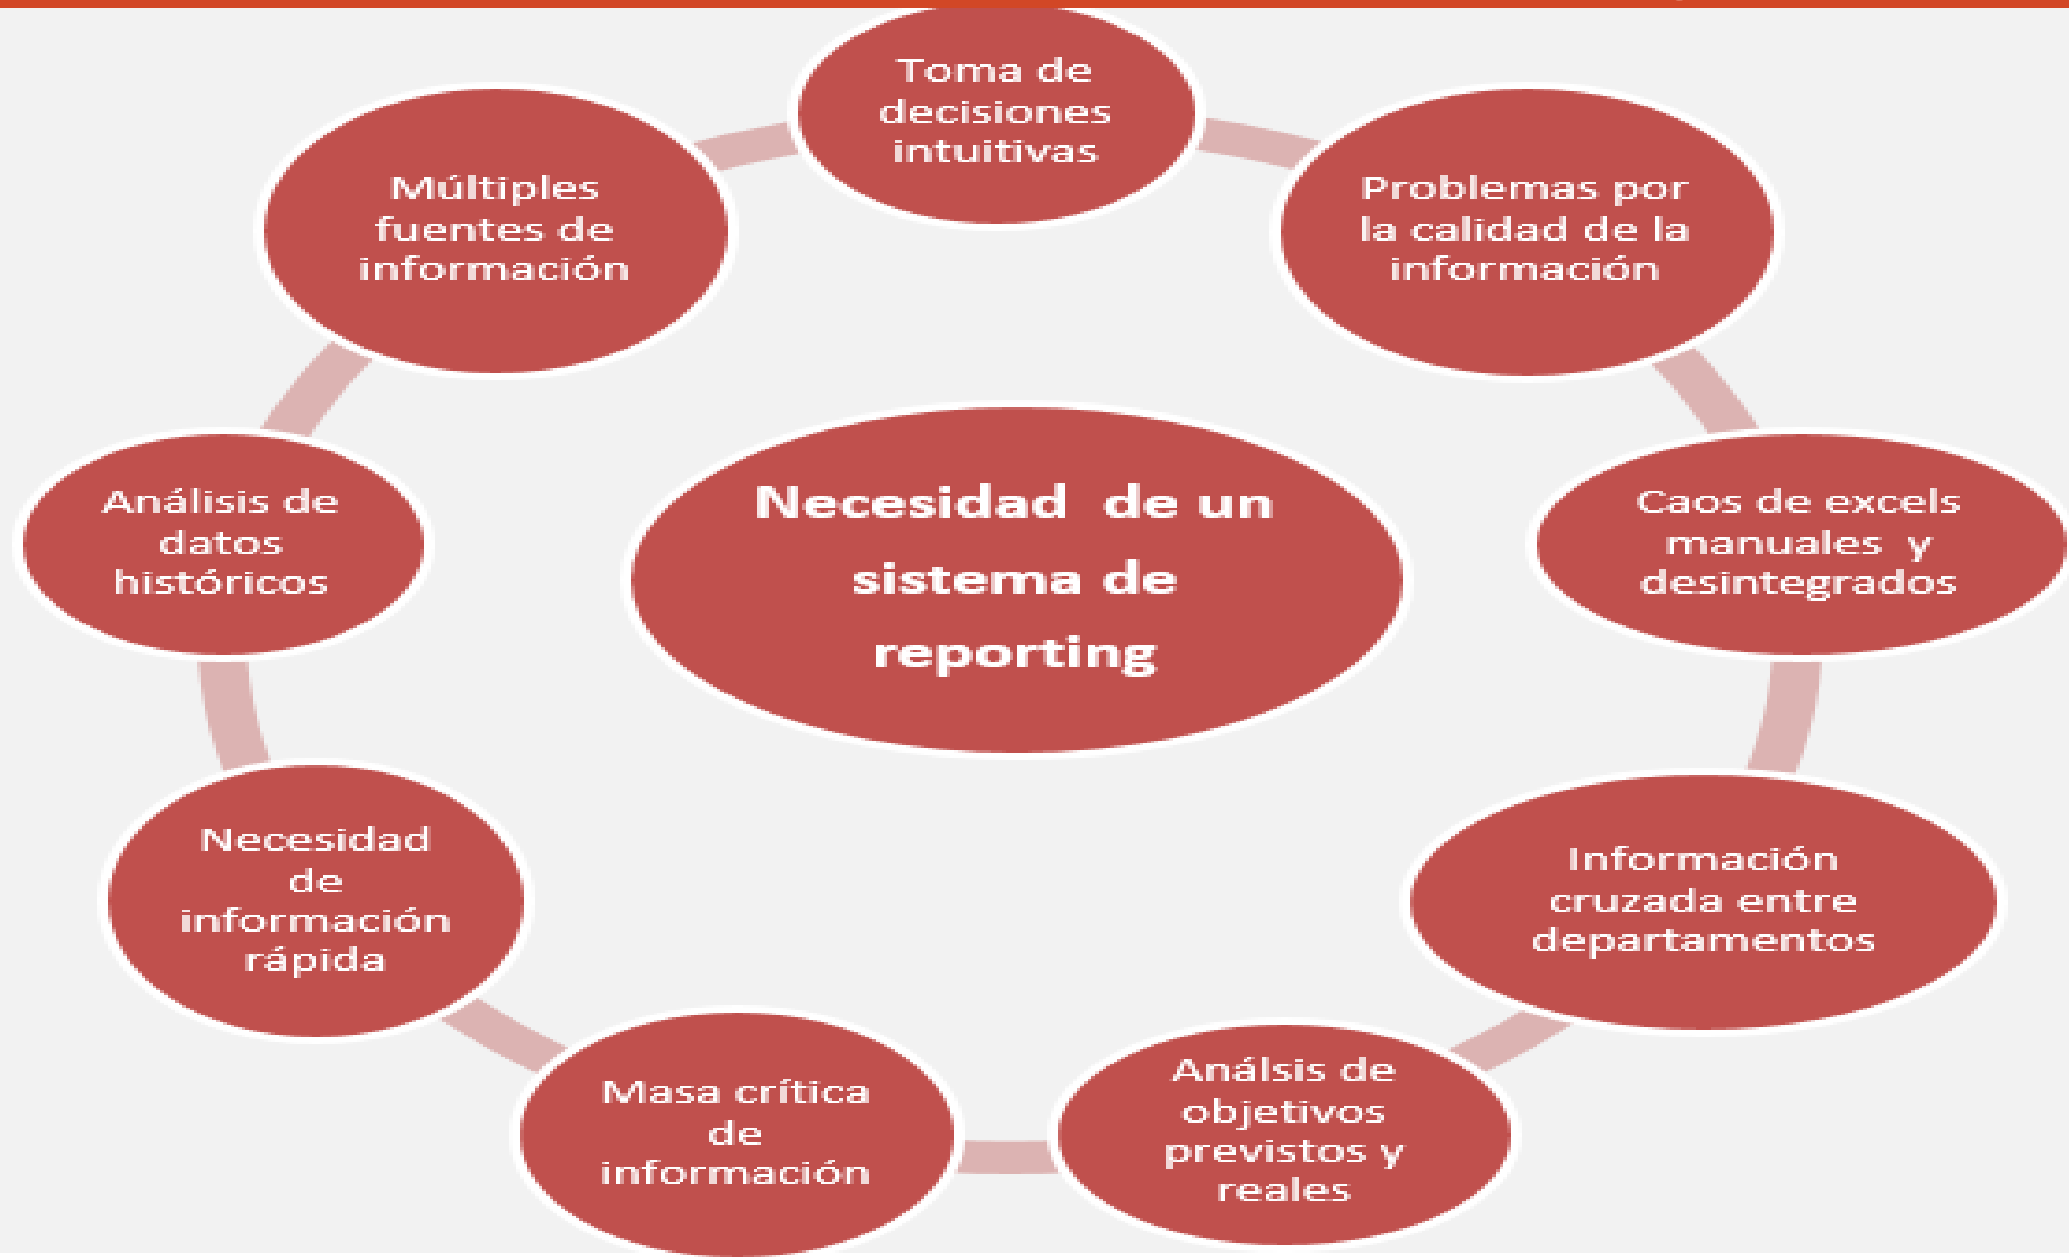 Toma de
decisiones
intuitivas
Problemas por
la calidad de la
información
Caos de excels
manuales y
desintegrados
Información
cruzada entre
departamentos
Análsis de
objetivos
previstos y
reales
Masa crítica
de
información
Necesidad
de
información
rápida
Análisis de
datos
históricos
Múltiples
fuentes de
información
Necesidad de un
sistema de
reporting